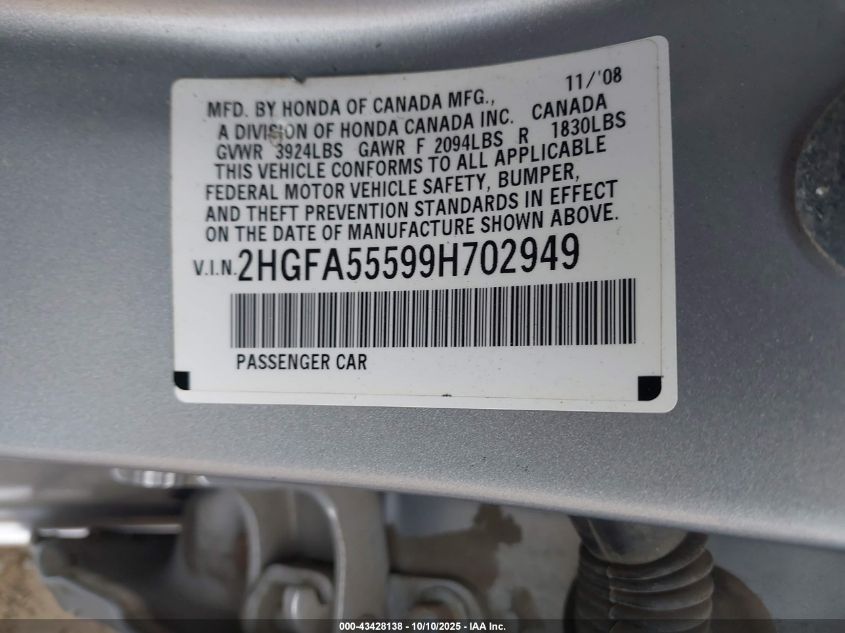 11/'08
MFD. BY HONDA OF CANADA MFG.,
A DIVISION OF HONDA CANADA INC. CANADA
GVWR 3924LBS GAWR F 2094LBS R 1830LBS
THIS VEHICLE CONFORMS TO ALL APPLICABLE
FEDERAL MOTOR VEHICLE SAFETY, BUMPER,
AND THEFT PREVENTION STANDARDS IN EFFECT
ON THE DATE OF MANUFACTURE SHOWN ABOVE.
V.I.N. 2HGFA55599H702949
PASSENGER CAR
000-43428138 - 10/10/2025 - IAA Inc.